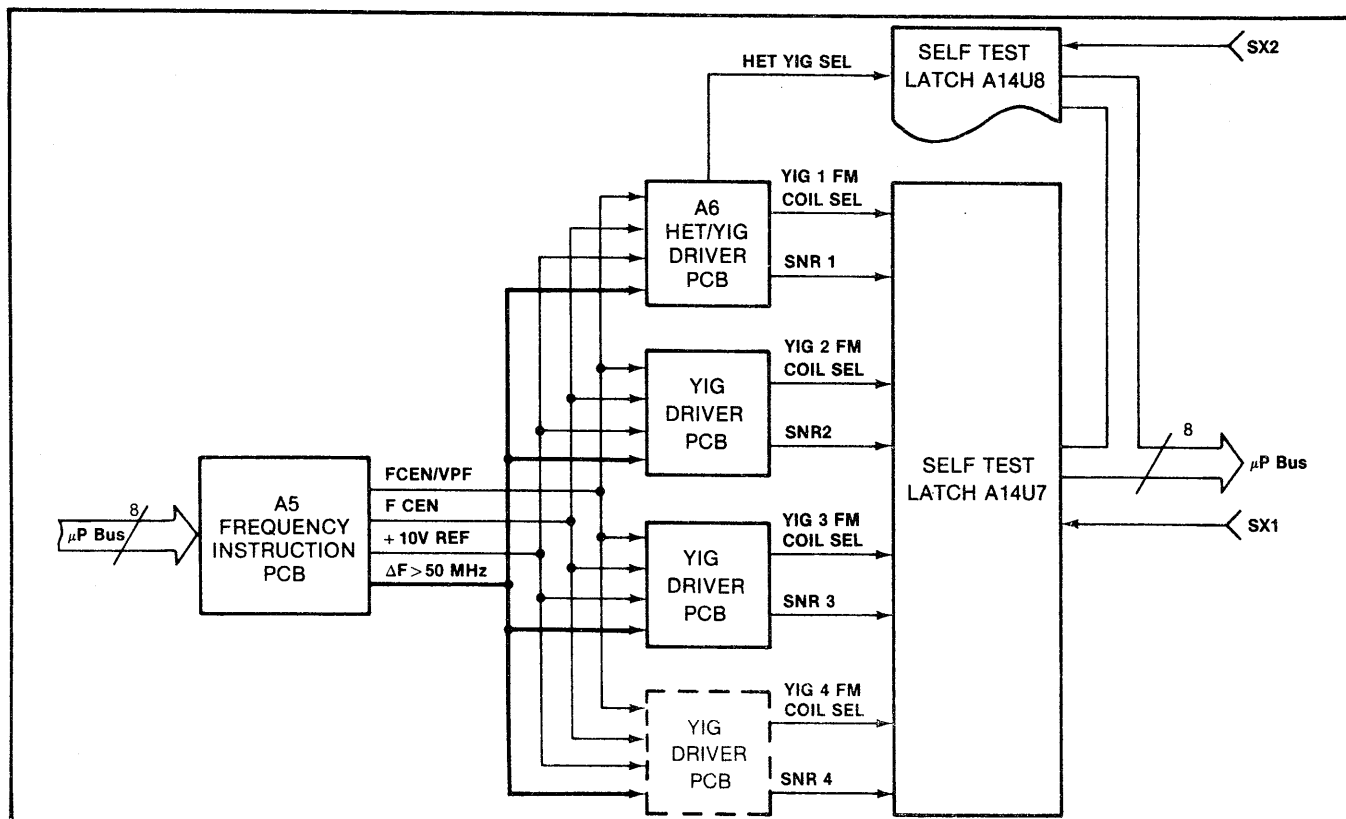 HET YIG SEL
SELF TEST
LATCH A14U8
SX2
A6
HET/YIG
DRIVER
PCB
YIG 1 FM
COIL SEL
SNR 1
YIG
DRIVER
PCB
YIG 2 FM
COIL SEL
SNR2
A5
FREQUENCY
INSTRUCTION
PCB
μP Bus
8
FCEN/VPF
F CEN
+ 10V REF
ΔF > 50 MHz
YIG
DRIVER
PCB
YIG 3 FM
COIL SEL
SNR 3
YIG
DRIVER
PCB
YIG 4 FM
COIL SEL
SNR 4
SELF TEST
LATCH A14U7
8
μP Bus
SX1